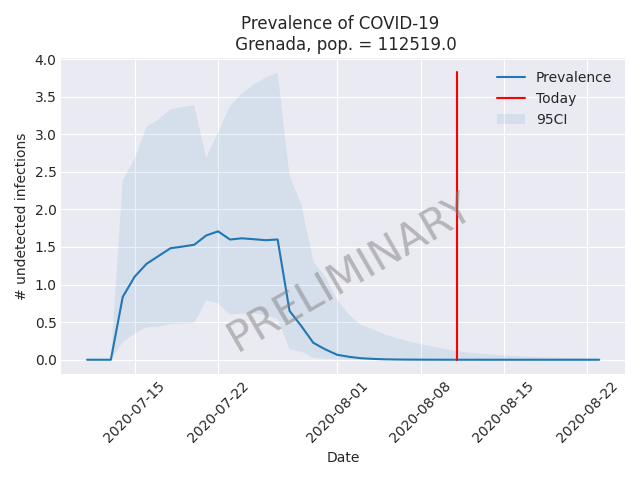 Prevalence of COVID-19
Grenada, pop. = 112519.0
# undetected infections
4.0
3.5
3.0
2.5
2.0
1.5
1.0
0.5
0.0
Prevalence
Today
95CI
PRELIMINARY
2020-07-15
2020-07-22
2020-08-01
2020-08-08
2020-08-15
2020-08-22
Date